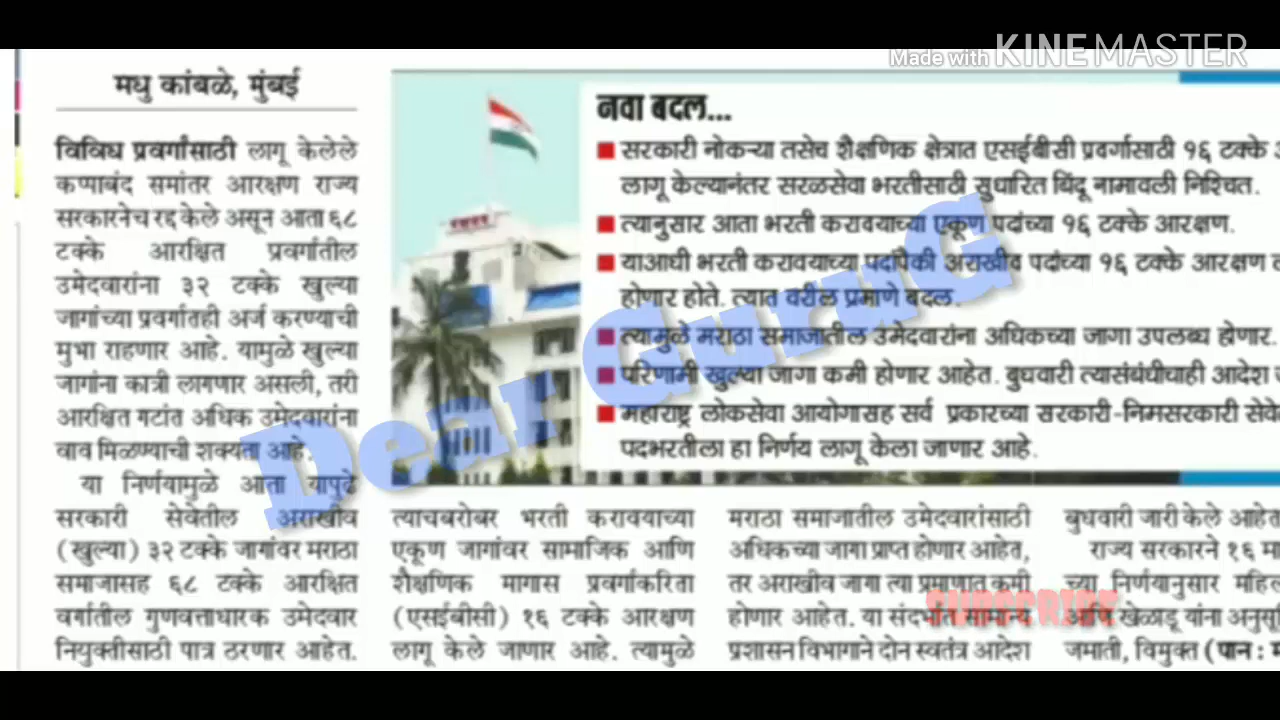 Made with KINEMASTER
मधु कांबळे, मुंबई
विविध प्रवर्गांसाठी लागू केलेले
कप्पाबंद समांतर आरक्षण राज्य
सरकारनेच रद्द केले असून आता ६८
टक्के आरक्षित प्रवर्गांतील
उमेदवारांना ३२ टक्के खुल्या
जागांच्या प्रवर्गातही अर्ज करण्याची
मुभा राहणार आहे. यामुळे खुल्या
जागांना कात्री लागणार असली, तरी
आरक्षित गटांत अधिक उमेदवारांना
वाव मिळण्याची शक्यता आहे.
या निर्णयामुळे आता यापुढे
सरकारी सेवेतील अराखीव
(खुल्या) ३२ टक्के जागांवर मराठा
समाजासह ६८ टक्के आरक्षित
वर्गातील गुणवत्ताधारक उमेदवार
नियुक्तीसाठी पात्र ठरणार आहेत.
नवा बदल...
सरकारी नोकऱ्या तसेच शैक्षणिक क्षेत्रात एसईबीसी प्रवर्गासाठी १६ टक्के
लागू केल्यानंतर सरळसेवा भरतीसाठी सुधारित बिंदू नामावली निश्चित.
त्यानुसार आता भरती करावयाच्या एकूण पदांच्या १६ टक्के आरक्षण.
याआधी भरती करावयाच्या पदांपैकी अराखीव पदांच्या १६ टक्के आरक्षण
होणार होते. त्यात वरील प्रमाणे बदल.
त्यामुळे मराठा समाजातील उमेदवारांना अधिकच्या जागा उपलब्ध होणार.
परिणामी खुल्या जागा कमी होणार आहेत. बुधवारी त्यासंबंधीचाही आदेश
महाराष्ट्र लोकसेवा आयोगासह सर्व प्रकारच्या सरकारी-निमसरकारी सेवे
पदभरतीला हा निर्णय लागू केला जाणार आहे.
Dear GuruG
त्याचबरोबर भरती करावयाच्या
एकूण जागांवर सामाजिक आणि
शैक्षणिक मागास प्रवर्गाकरिता
(एसईबीसी) १६ टक्के आरक्षण
लागू केले जाणार आहे. त्यामुळे
मराठा समाजातील उमेदवारांसाठी
अधिकच्या जागा प्राप्त होणार आहेत,
तर अराखीव जागा त्या प्रमाणात कमी
होणार आहेत. या संदर्भात सामान्य
प्रशासन विभागाने दोन स्वतंत्र आदेश
बुधवारी जारी केले आहेत
राज्य सरकारने १६ मा
च्या निर्णयानुसार महिल
आणि खेळाडू यांना अनुसू
जमाती, विमुक्त (पान :
SUBSCRIBE